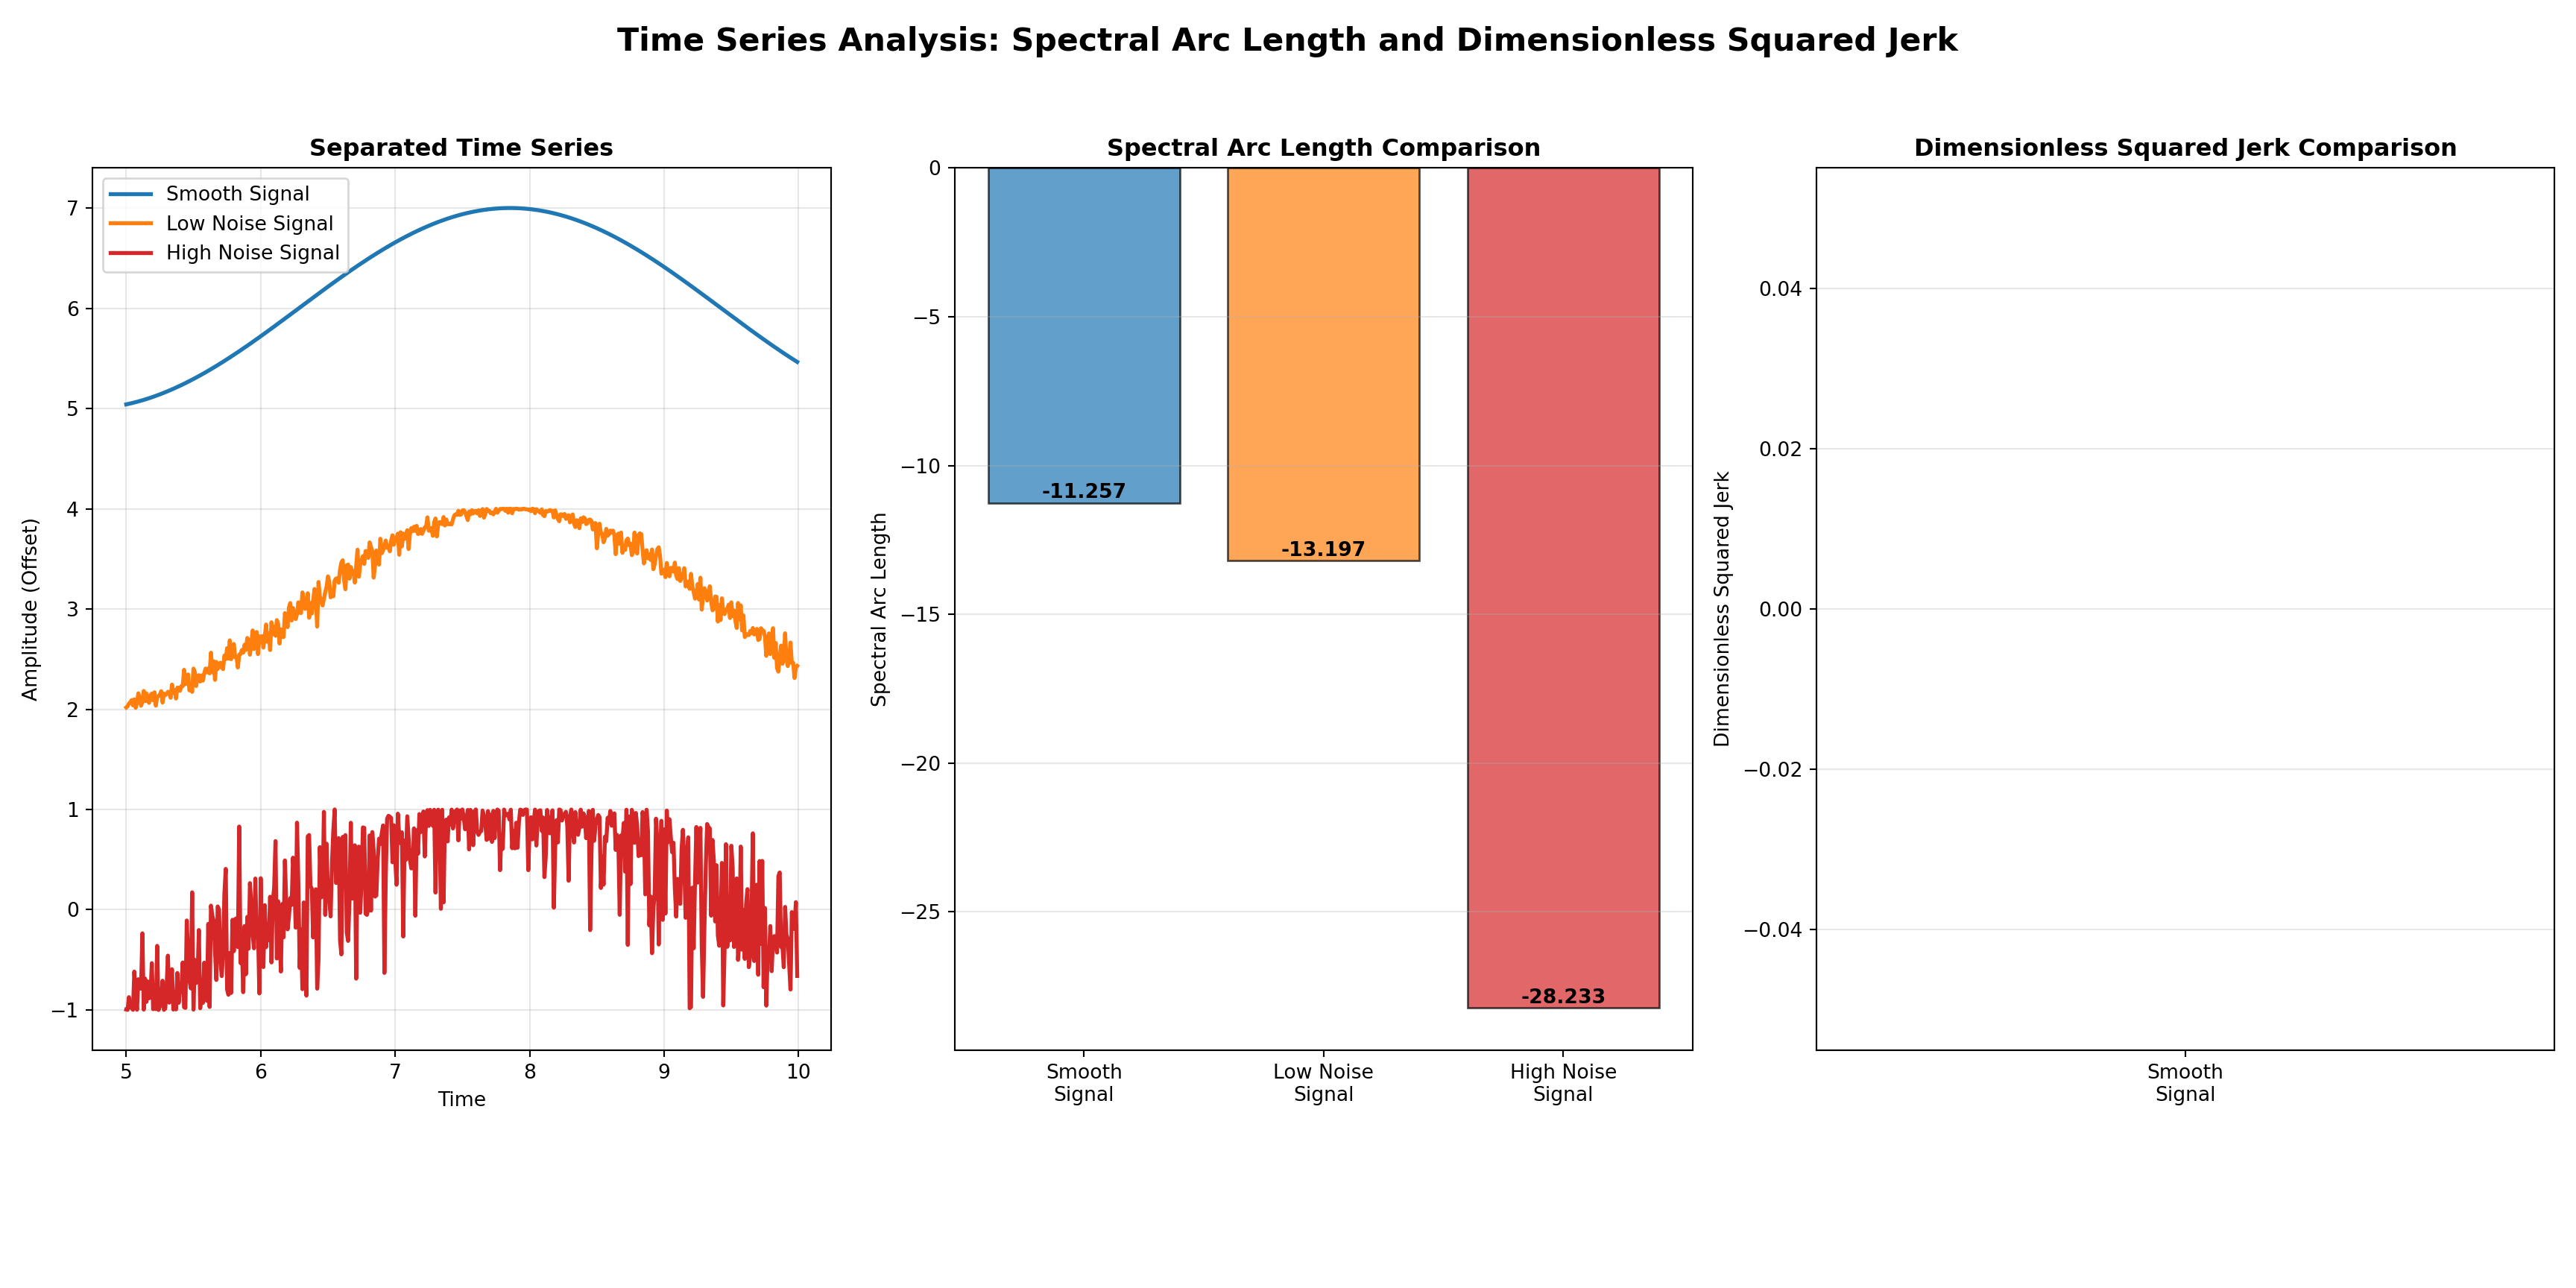 Time Series Analysis: Spectral Arc Length and Dimensionless Squared Jerk
Separated Time Series
Smooth Signal
Low Noise Signal
High Noise Signal
7
6
5
4
3
2
1
0
−1
Amplitude (Offset)
5 6 7 8 9 10
Time
Spectral Arc Length Comparison
0
−5
−10
−15
−20
−25
Spectral Arc Length
-11.257
-13.197
-28.233
Smooth Low Noise High Noise
Signal Signal Signal
Dimensionless Squared Jerk Comparison
0.04
0.02
0.00
−0.02
−0.04
Dimensionless Squared Jerk
Smooth
Signal